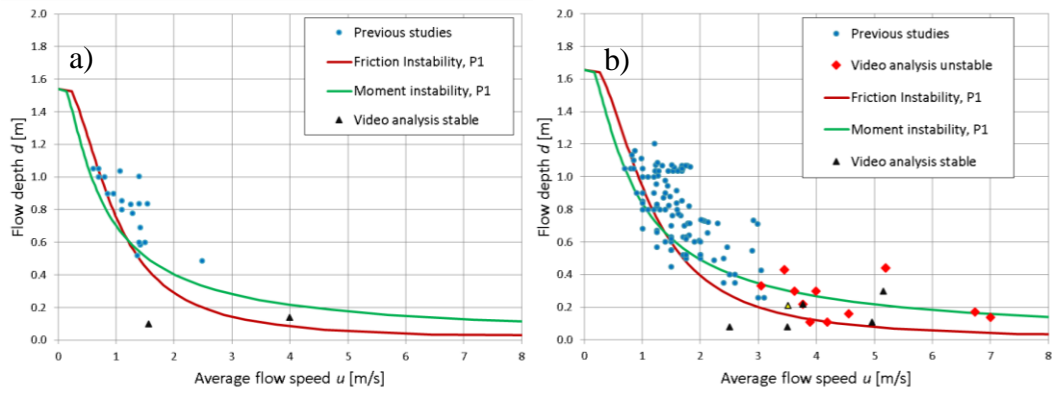 2.0
1.8
1.6
1.4
1.2
1.0
0.8
0.6
0.4
0.2
0.0
Flow depth d [m]
a)
Previous studies
Friction Instability, P1
Moment instability, P1
Video analysis stable
0 1 2 3 4 5 6 7 8
Average flow speed u [m/s]
2.0
1.8
1.6
1.4
1.2
1.0
0.8
0.6
0.4
0.2
0.0
Flow depth d [m]
b)
Previous studies
Video analysis unstable
Friction Instability, P1
Moment instability, P1
Video analysis stable
0 1 2 3 4 5 6 7 8
Average flow speed u [m/s]